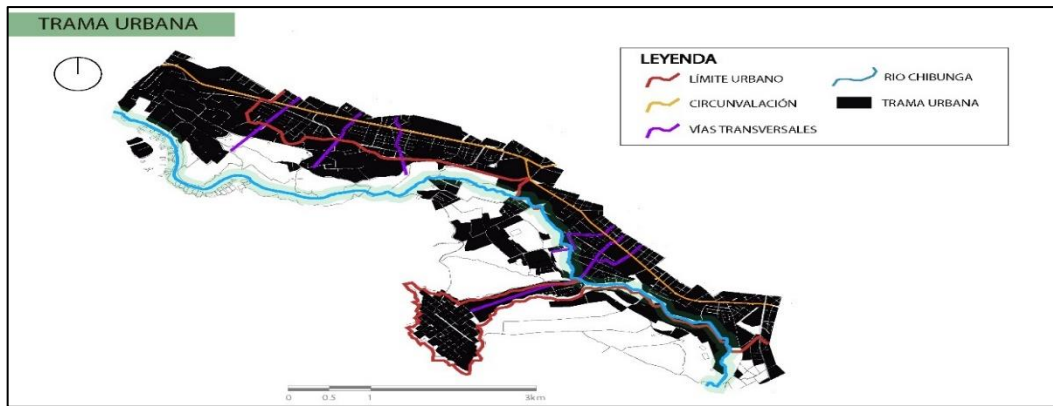 TRAMA URBANA
LEYENDA
LÍMITE URBANO
RIO CHIBUNGA
CIRCUNVALACIÓN
TRAMA URBANA
VÍAS TRANSVERSALES
0 0.5 1 3km